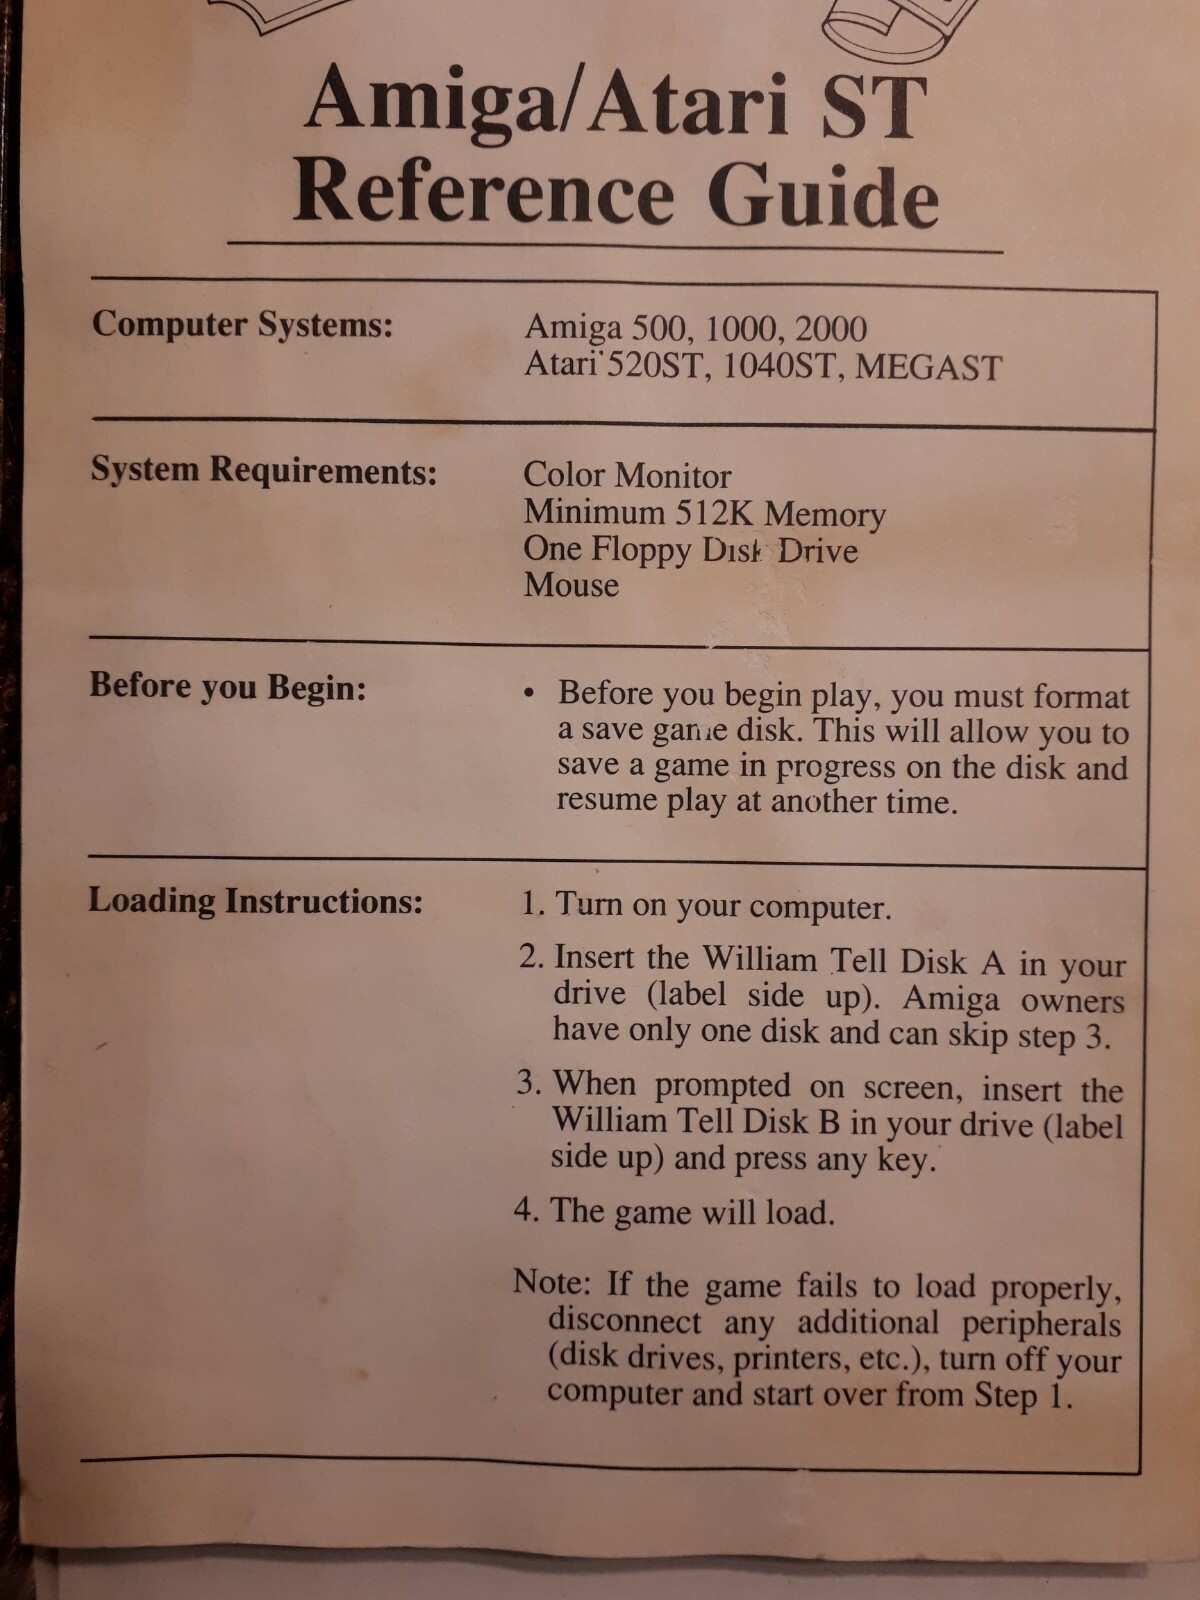 Amiga/Atari ST
Reference Guide
Computer Systems:
Amiga 500, 1000, 2000
Atari 520ST, 1040ST, MEGAST
System Requirements:
Color Monitor
Minimum 512K Memory
One Floppy Disk Drive
Mouse
Before you Begin:
• Before you begin play, you must format
a save game disk. This will allow you to
save a game in progress on the disk and
resume play at another time.
Loading Instructions:
1. Turn on your computer.
2. Insert the William Tell Disk A in your
drive (label side up). Amiga owners
have only one disk and can skip step 3.
3. When prompted on screen, insert the
William Tell Disk B in your drive (label
side up) and press any key.
4. The game will load.
Note: If the game fails to load properly,
disconnect any additional peripherals
(disk drives, printers, etc.), turn off your
computer and start over from Step 1.